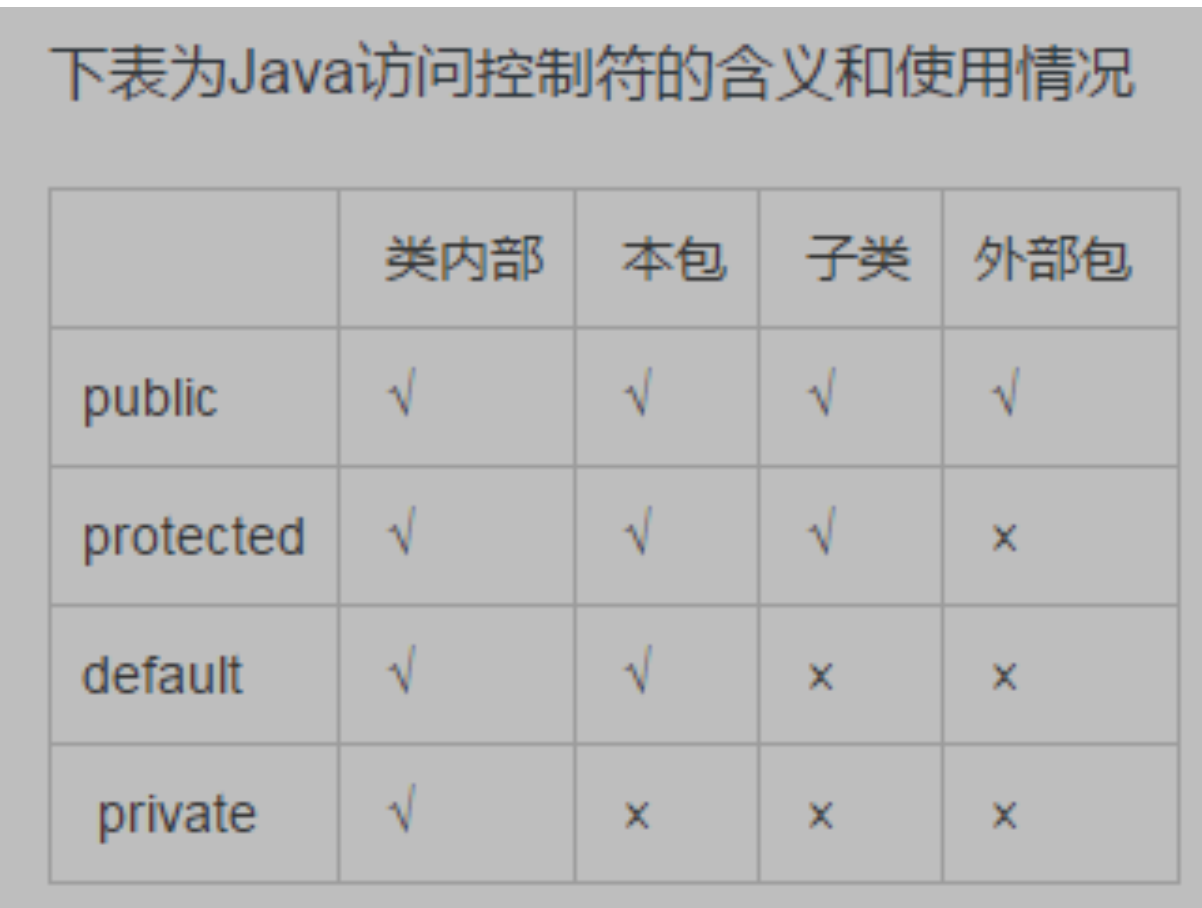 下表为Java访问控制符的含义和使用情况
类内部 本包 子类 外部包
public √ √ √ √
protected √ √ √ ×
default √ √ × ×
private √ × × ×